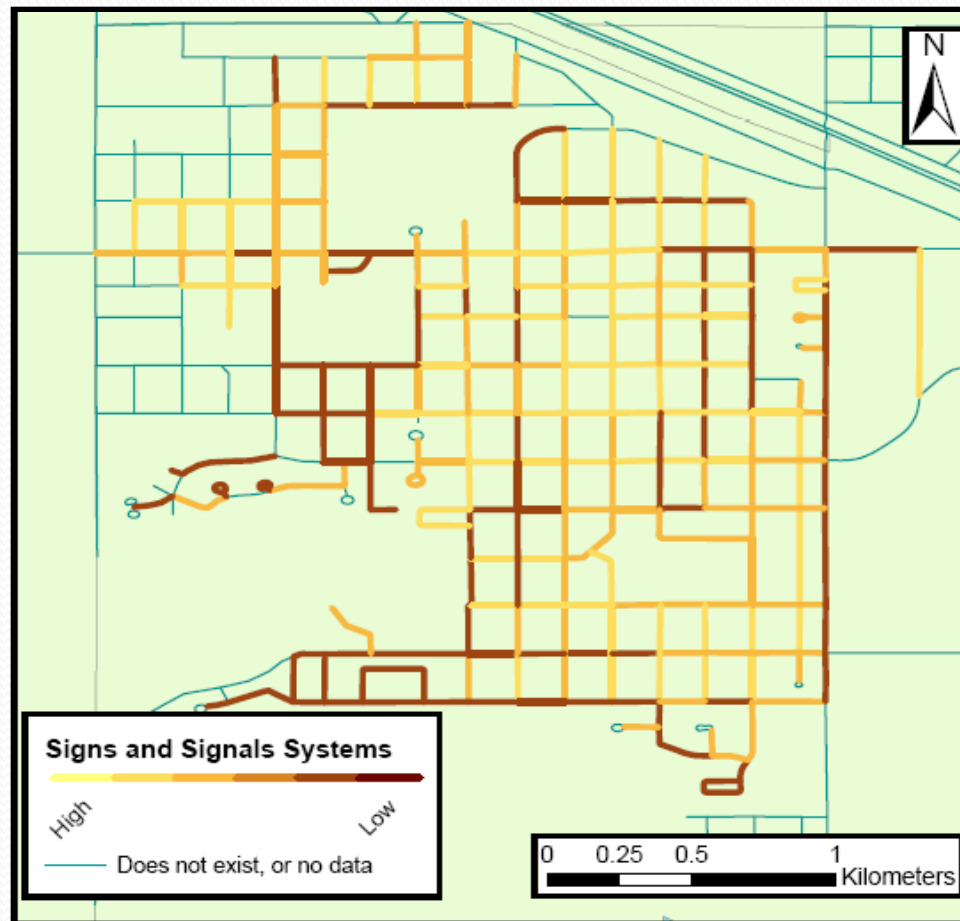 N
Signs and Signals Systems
High
Low
Does not exist, or no data
0 0.25 0.5 1
Kilometers